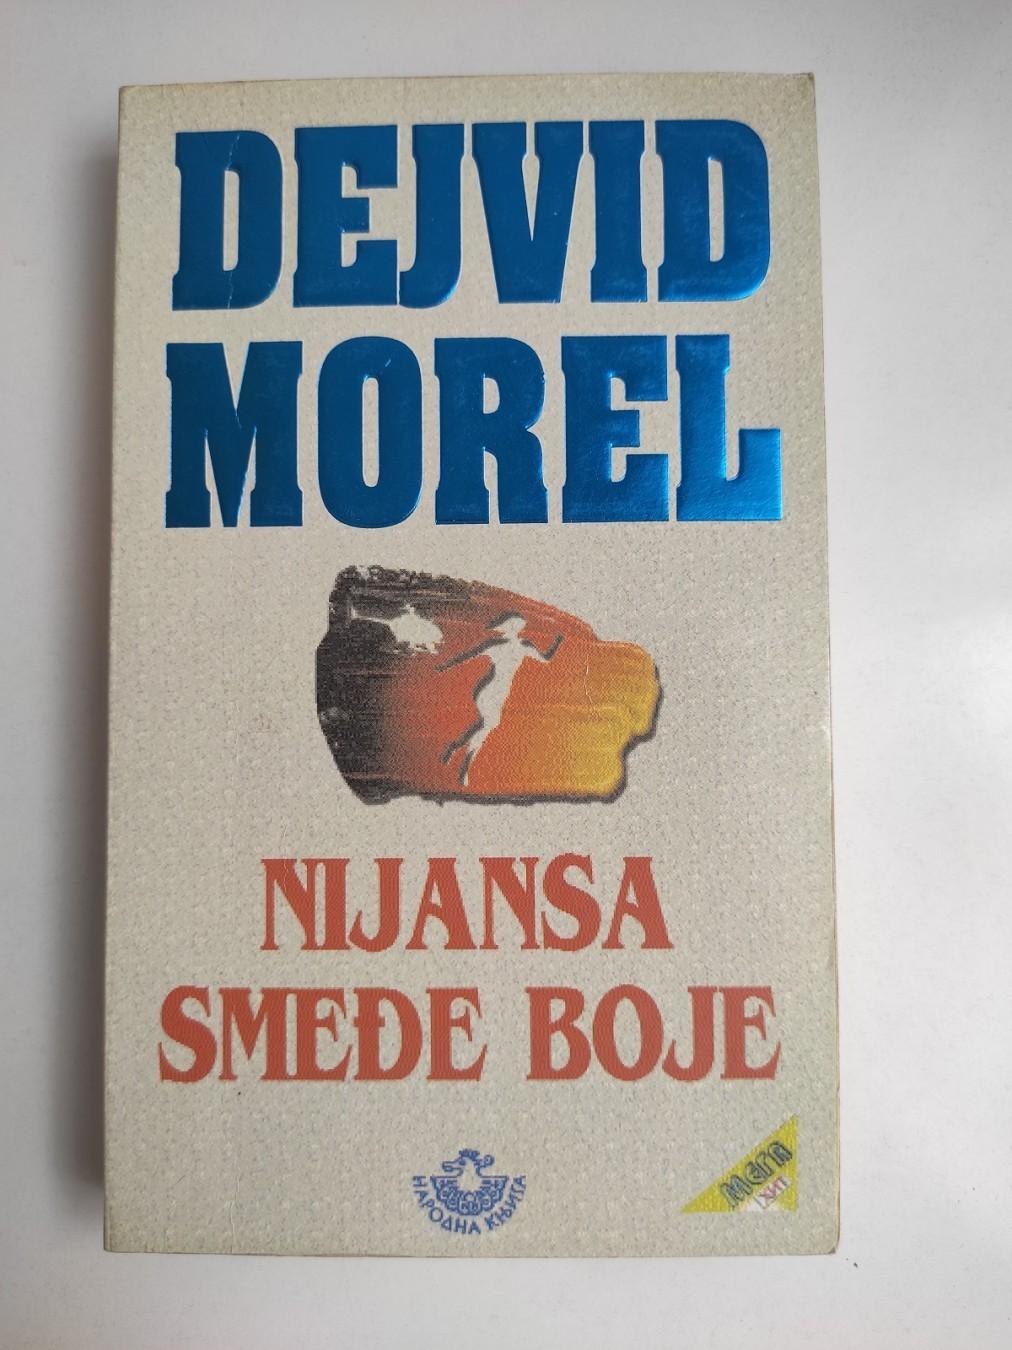 DEJVID
MOREL
NIJANSA
SMEĐE BOJE
НАРОДНА КЊИГА
МЕГА
ХИТ